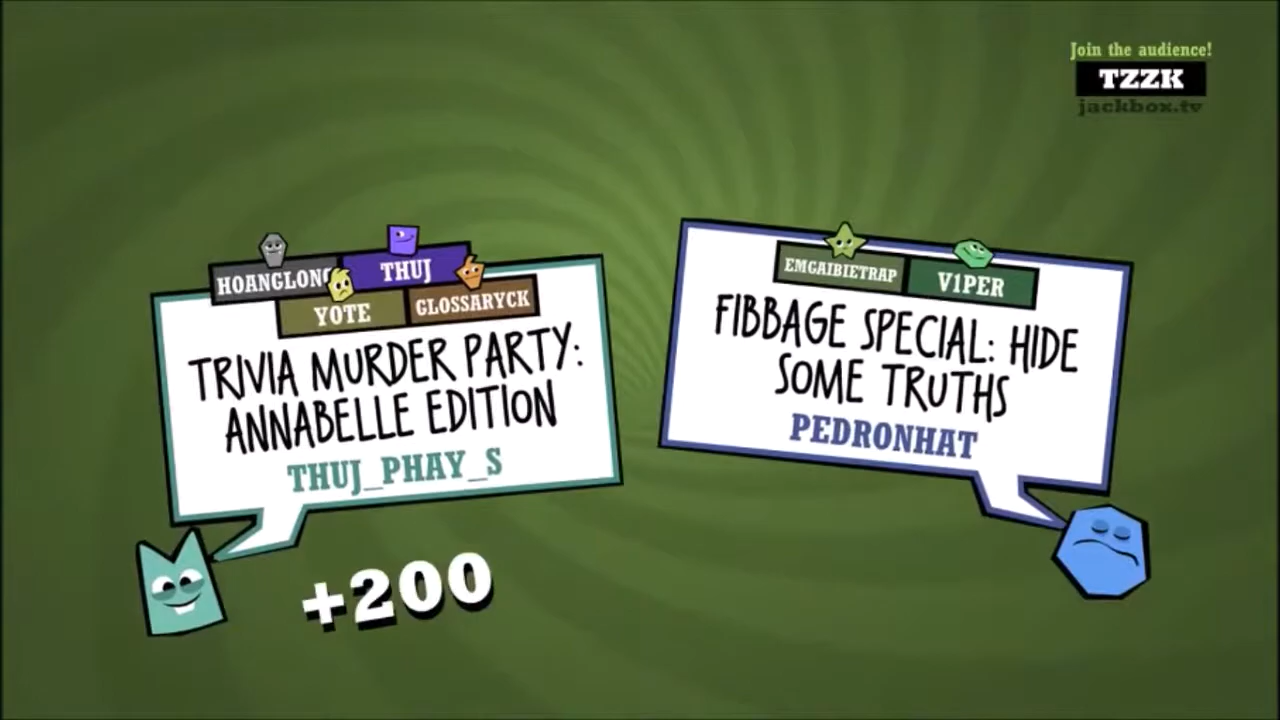 Join the audience!
TZZK
jackbox.tv
HOANGLONG THUJ
YOTE GLOSSARYCK
TRIVIA MURDER PARTY:
ANNABELLE EDITION
THUJ_PHAY_S
+200
EMGAIBIETRAP V1PER
FIBBAGE SPECIAL: HIDE
SOME TRUTHS
PEDRONHAT